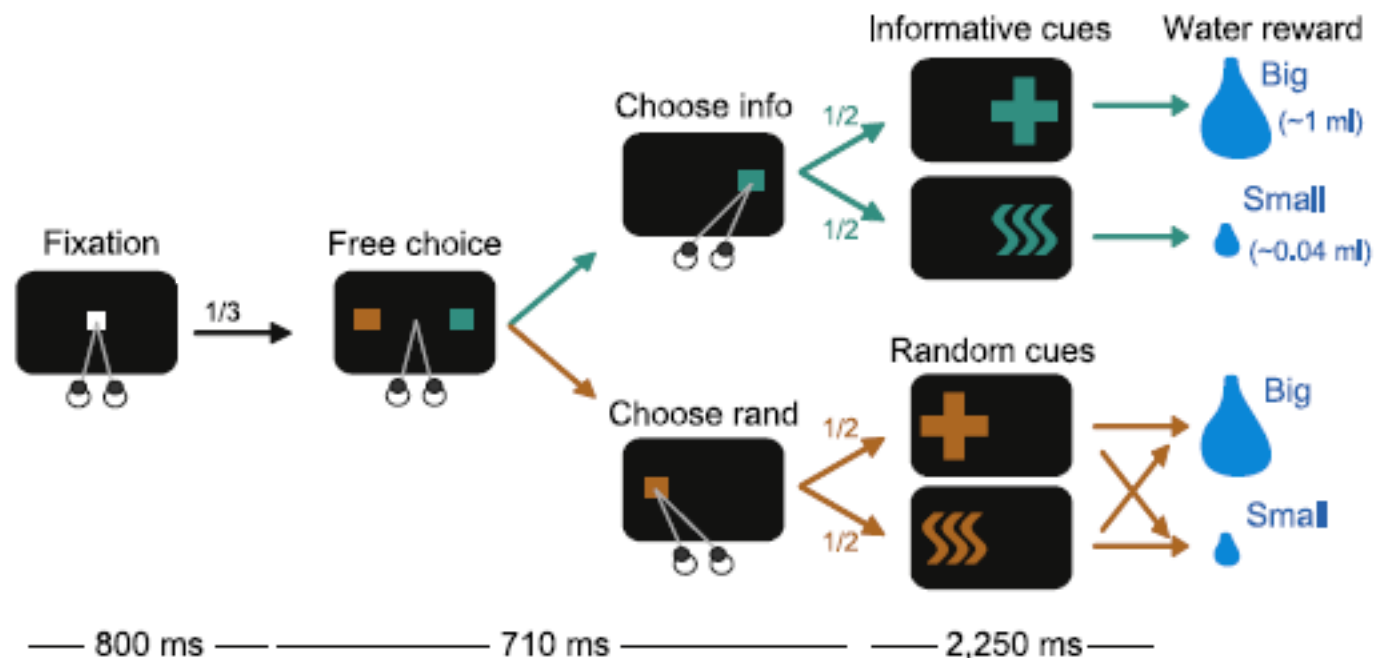 Fixation
1/3
Free choice
Choose info
1/2
1/2
Informative cues
Water reward
Big
(~1 ml)
Small
(~0.04 ml)
Choose rand
1/2
1/2
Random cues
Big
Small
800 ms
710 ms
2,250 ms